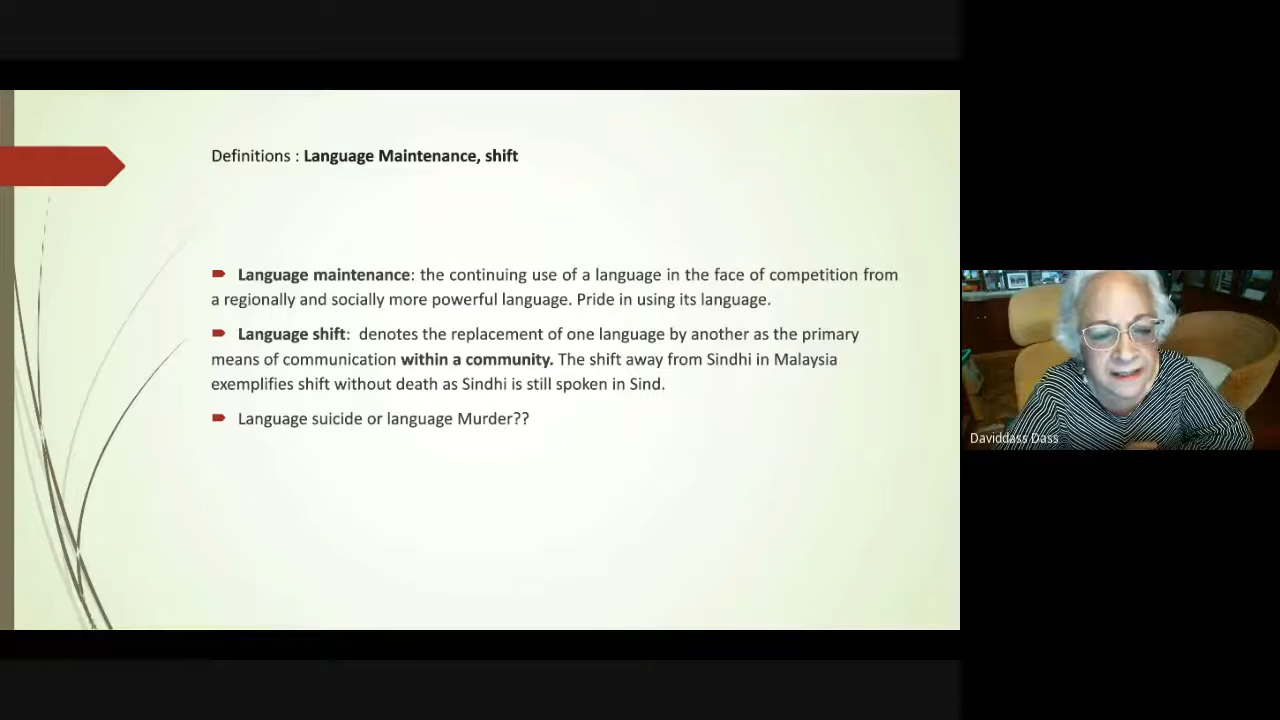 Definitions : Language Maintenance, shift
Language maintenance: the continuing use of a language in the face of competition from
a regionally and socially more powerful language. Pride in using its language.
Language shift: denotes the replacement of one language by another as the primary
means of communication within a community. The shift away from Sindhi in Malaysia
exemplifies shift without death as Sindhi is still spoken in Sind.
Language suicide or language Murder??
Daviddass Dass